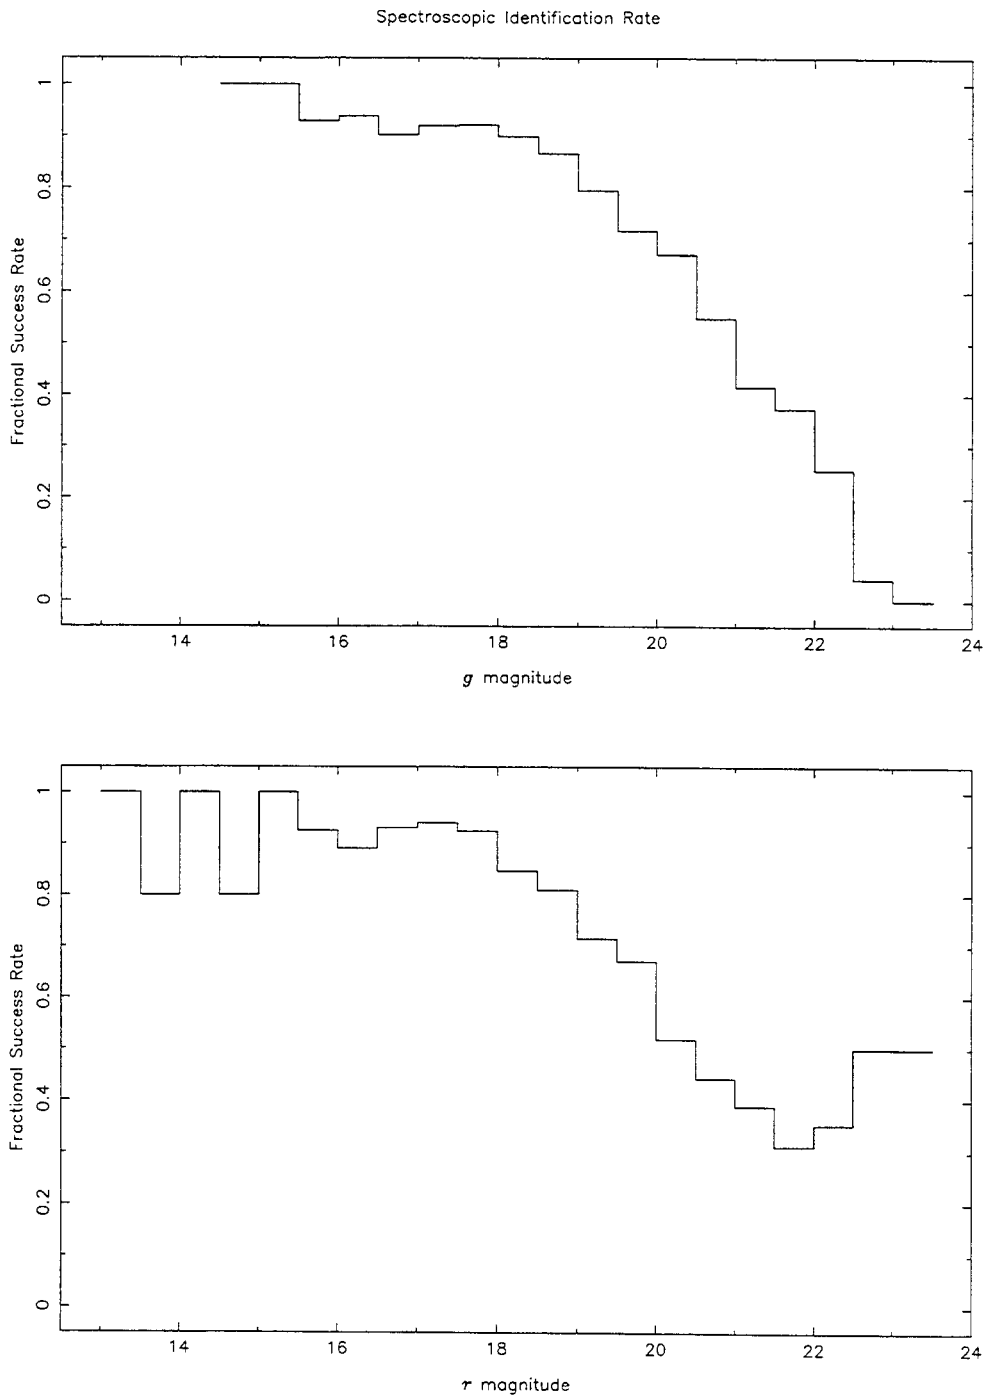 Spectroscopic Identification Rate
Fractional Success Rate
1
0.8
0.6
0.4
0.2
0
14 16 18 20 22 24
g magnitude
Fractional Success Rate
1
0.8
0.6
0.4
0.2
0
14 16 18 20 22 24
r magnitude